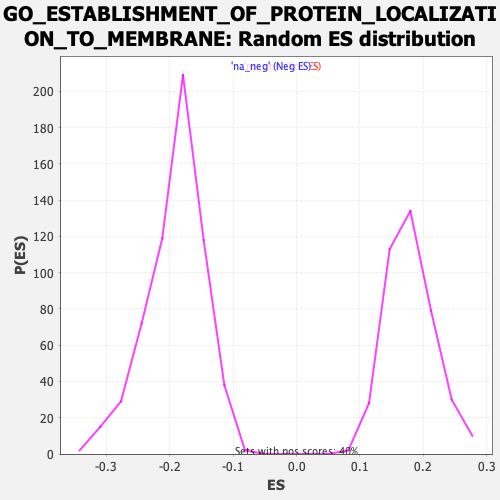 GO_ESTABLISHMENT_OF_PROTEIN_LOCALIZATI
ON_TO_MEMBRANE: Random ES distribution
'na_neg' (Neg ES) ES)
200
180
160
140
120
100
80
60
40
20
0
P(ES)
Sets with pos scores: 40%
-0.3 -0.2 -0.1 0.0 0.1 0.2 0.3
ES